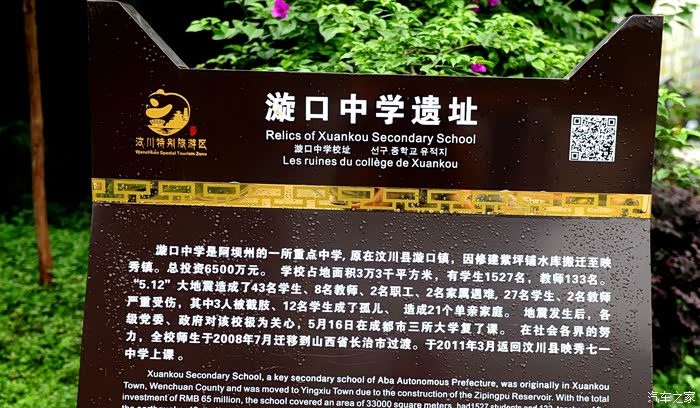 漩口中学遗址
Relics of Xuankou Secondary School
漩口中学校址 선구 중학교 유적지
Les ruines du collège de Xuankou
汶川特别旅游区
Wenchuan Special Tourism Zone
漩口中学是阿坝州的一所重点中学，原在汶川县漩口镇，因修建紫坪铺水库搬迁至映
秀镇。总投资6500万元。 学校占地面积3万3千平方米，有学生1527名，教师133名。
“5.12”大地震造成了43名学生、8名教师、2名职工、2名家属遇难，27名学生、2名教师
严重受伤，其中3人被截肢、12名学生成了孤儿、 造成21个单亲家庭。 地震发生后，各
级党委、政府对该校极为关心，5月16日在成都市三所大学复了课。 在社会各界的努
力，全校师生于2008年7月迁移到山西省长治市过渡。于2011年3月返回汶川县映秀七一
中学上课。
Xuankou Secondary School, a key secondary school of Aba Autonomous Prefecture, was originally in Xuankou
Town, Wenchuan County and was moved to Yingxiu Town due to the construction of the Zipingpu Reservoir. With the total
investment of RMB 65 million, the school covered an area of 33000 square meters, had1527 students and 133
汽车之家